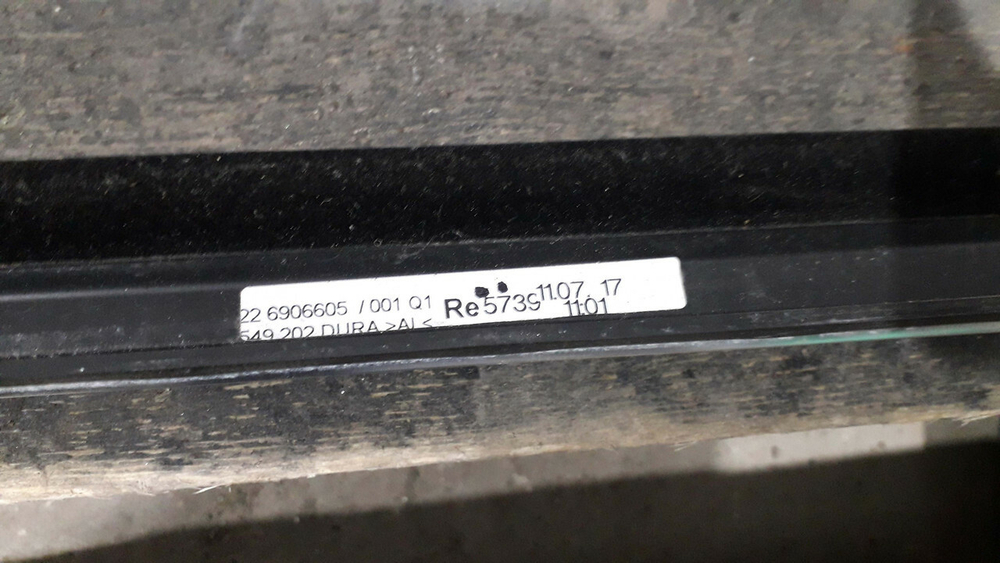 22 6906605 / 001 Q1 Re 5739 11.07. 17
549 202 DURA >AL< 11:01